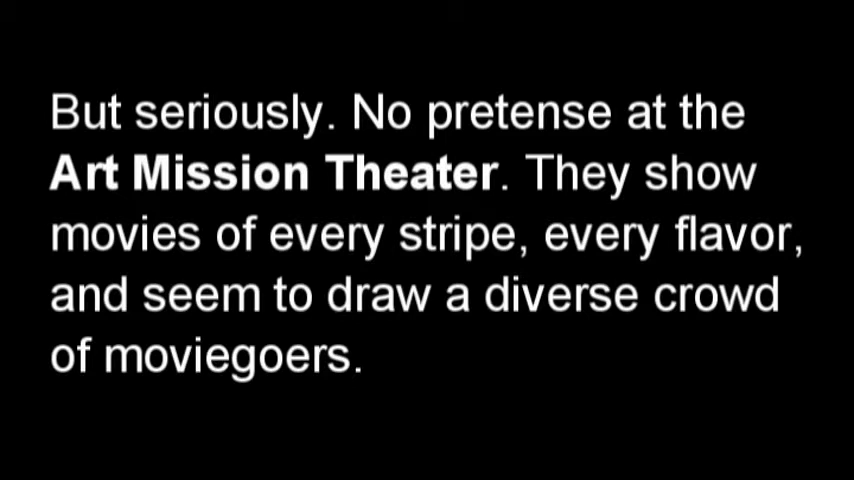 But seriously. No pretense at the
Art Mission Theater. They show
movies of every stripe, every flavor,
and seem to draw a diverse crowd
of moviegoers.